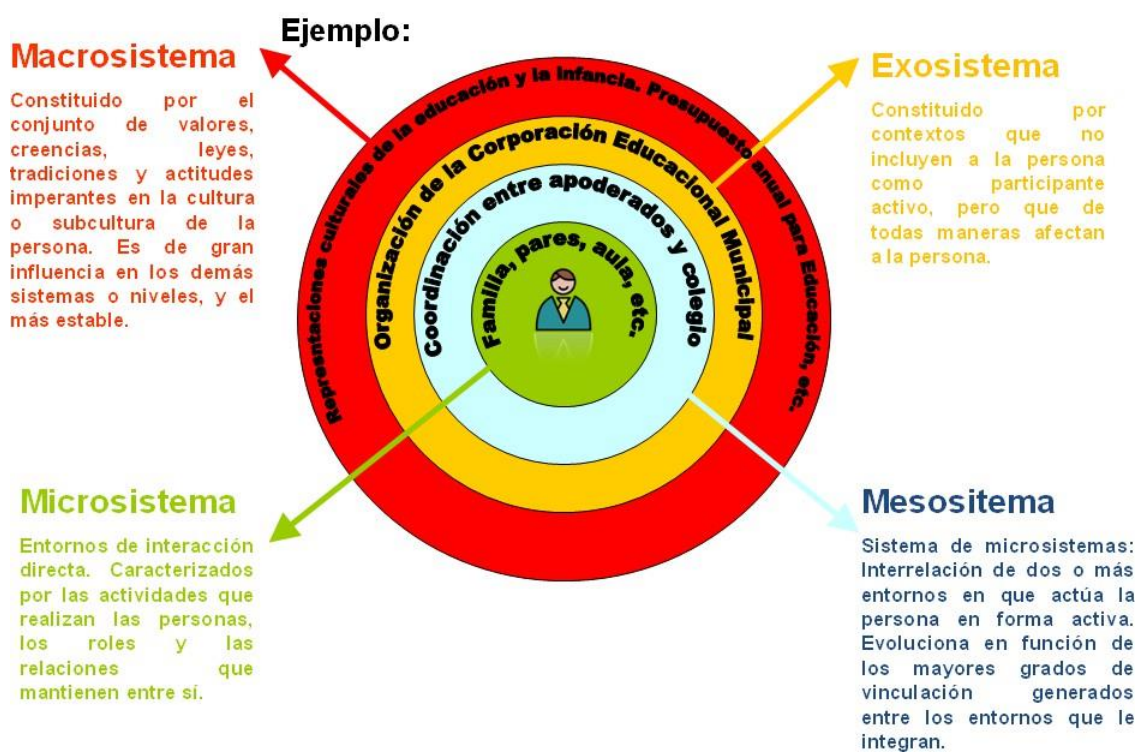 Ejemplo:
Macrosistema
Constituido por el
conjunto de valores,
creencias, leyes,
tradiciones y actitudes
imperantes en la cultura
o subcultura de la
persona. Es de gran
influencia en los demás
sistemas o niveles, y el
más estable.
Exosistema
Constituido por
contextos que no
incluyen a la persona
como participante
activo, pero que de
todas maneras afectan
a la persona.
Representaciones culturales de la educación y la infancia. Presupuesto anual para Educación, etc.
Organización de la Corporación Educacional Municipal
Coordinación entre apoderados y colegio
Familia, pares, aula, etc.
Microsistema
Entornos de interacción
directa. Caracterizados
por las actividades que
realizan las personas,
los roles y las
relaciones que
mantienen entre sí.
Mesositema
Sistema de microsistemas:
Interrelación de dos o más
entornos en que actúa la
persona en forma activa.
Evoluciona en función de
los mayores grados de
vinculación generados
entre los entornos que le
integran.